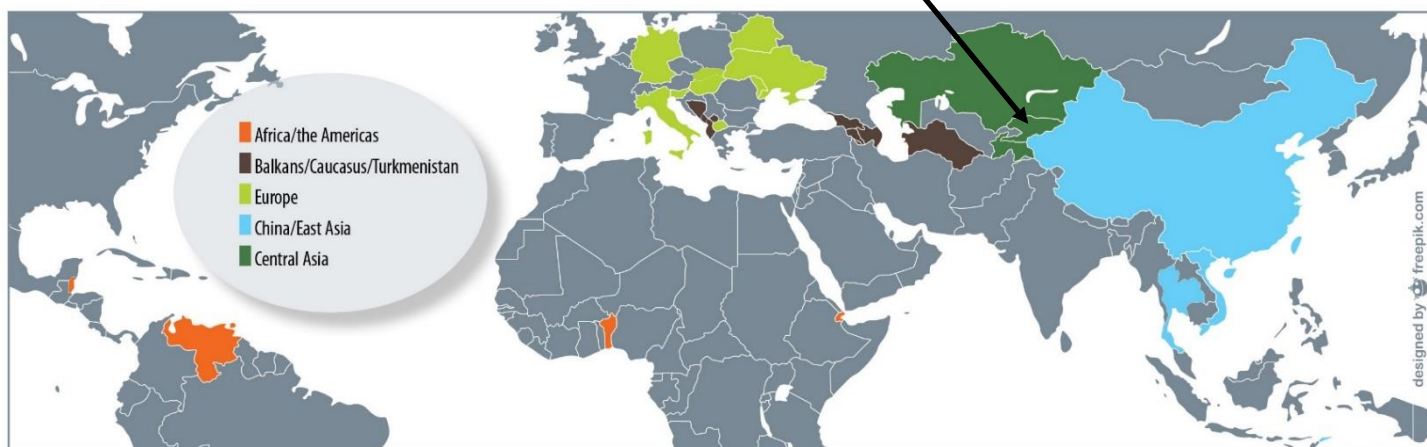 Africa/the Americas
Balkans/Caucasus/Turkmenistan
Europe
China/East Asia
Central Asia
designed by freepik.com